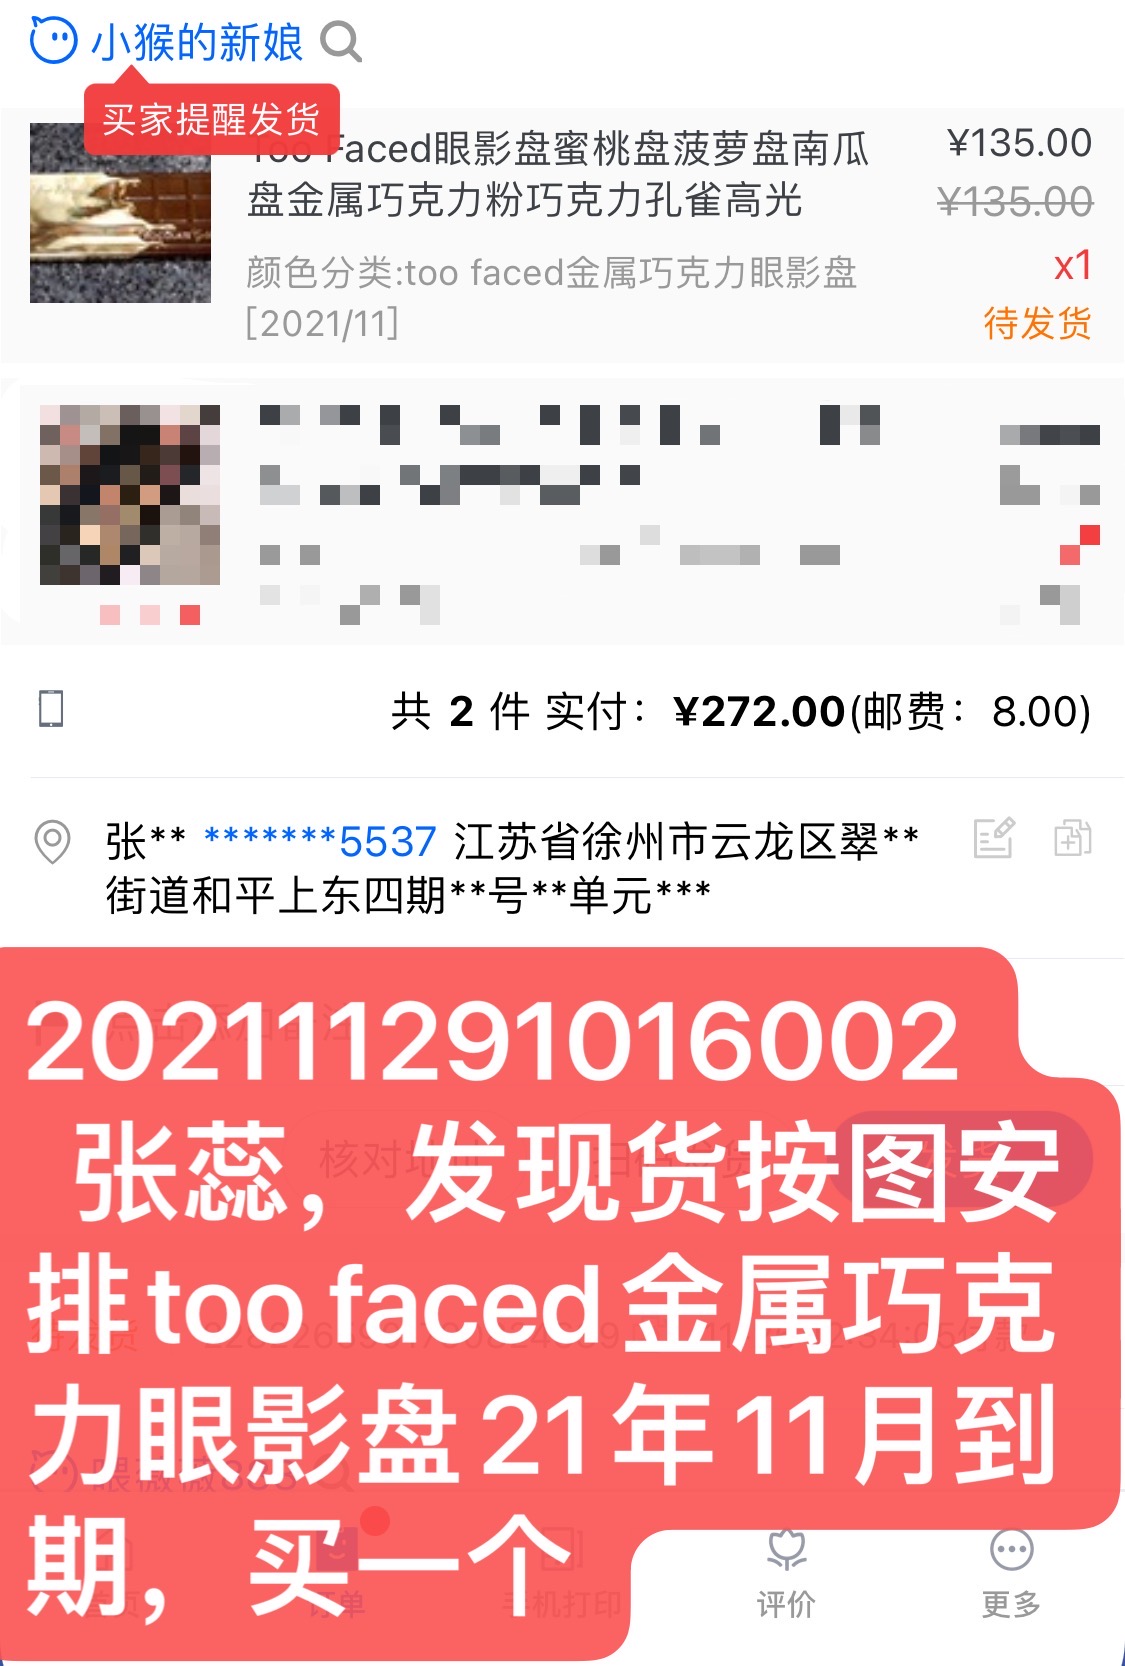 小猴的新娘
买家提醒发货
Too Faced眼影盘蜜桃盘菠萝盘南瓜
盘金属巧克力粉巧克力孔雀高光
¥135.00
¥135.00
颜色分类:too faced金属巧克力眼影盘
[2021/11]
x1
待发货
共 2 件 实付：¥272.00(邮费：8.00)
张** *******5537 江苏省徐州市云龙区翠**
街道和平上东四期**号**单元***
202111291016002
张蕊，发现货按图安
排too faced金属巧克
力眼影盘21年11月到
期，买一个
订单
手机打印
评价
更多